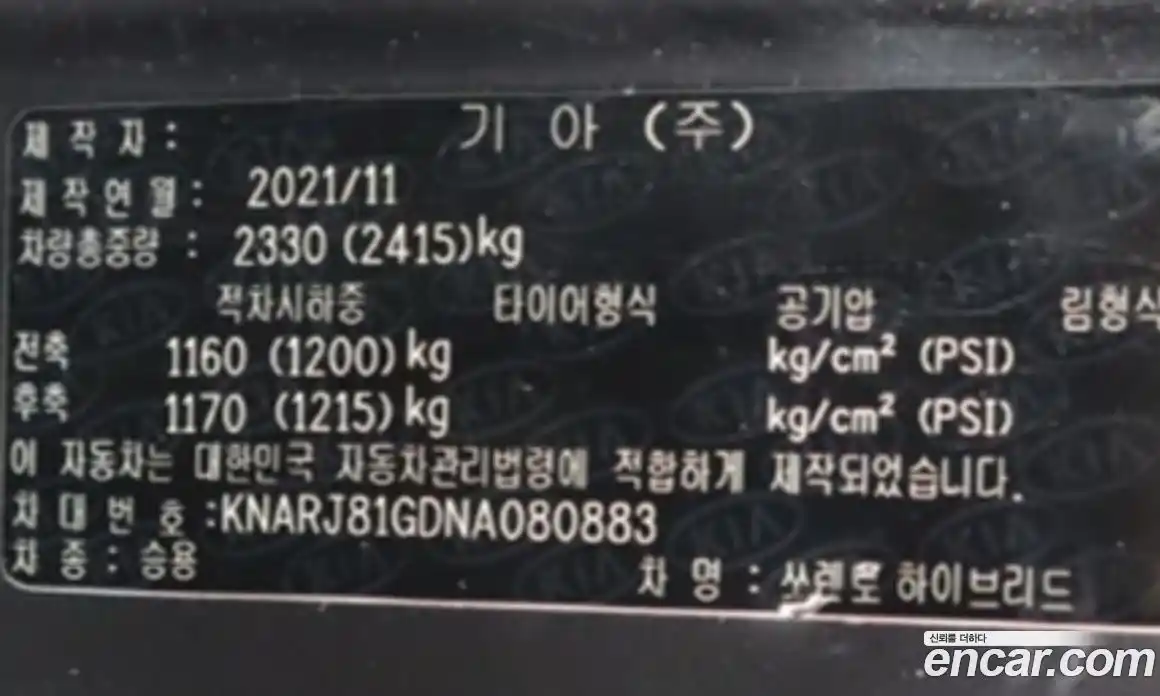 제 작 자 : 기 아 (주)
제 작 연 월 : 2021/11
차량총중량 : 2330 (2415)kg
적차시하중 타이어형식 공기압 림형식
전축 1160 (1200)kg kg/cm² (PSI)
후축 1170 (1215)kg kg/cm² (PSI)
이 자동차는 대한민국 자동차관리법령에 적합하게 제작되었습니다.
차 대 번 호 :KNARJ81GDNA080883
차 종 : 승용 차 명 : 쏘렌토 하이브리드
신뢰를 더하다
encar.com